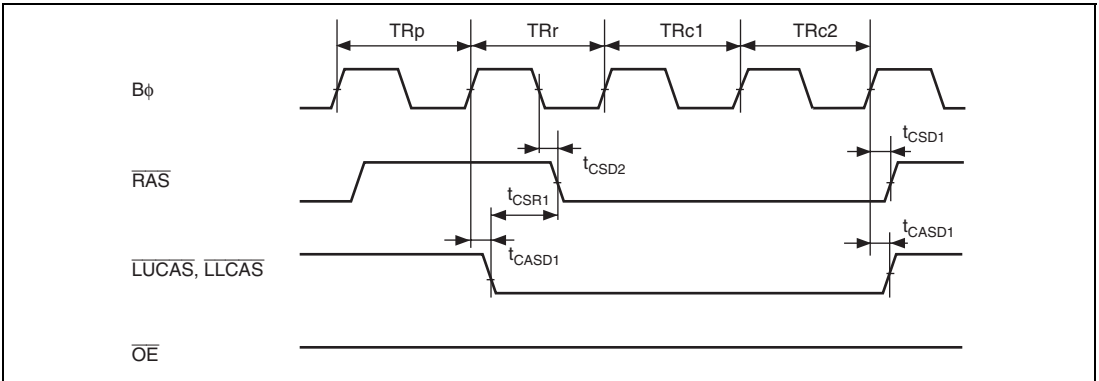 TRp TRr TRc1 TRc2
Bϕ
tCSD1
RAS
tCSD2
tCSR1
tCASD1
LUCAS, LLCAS
tCASD1
OE